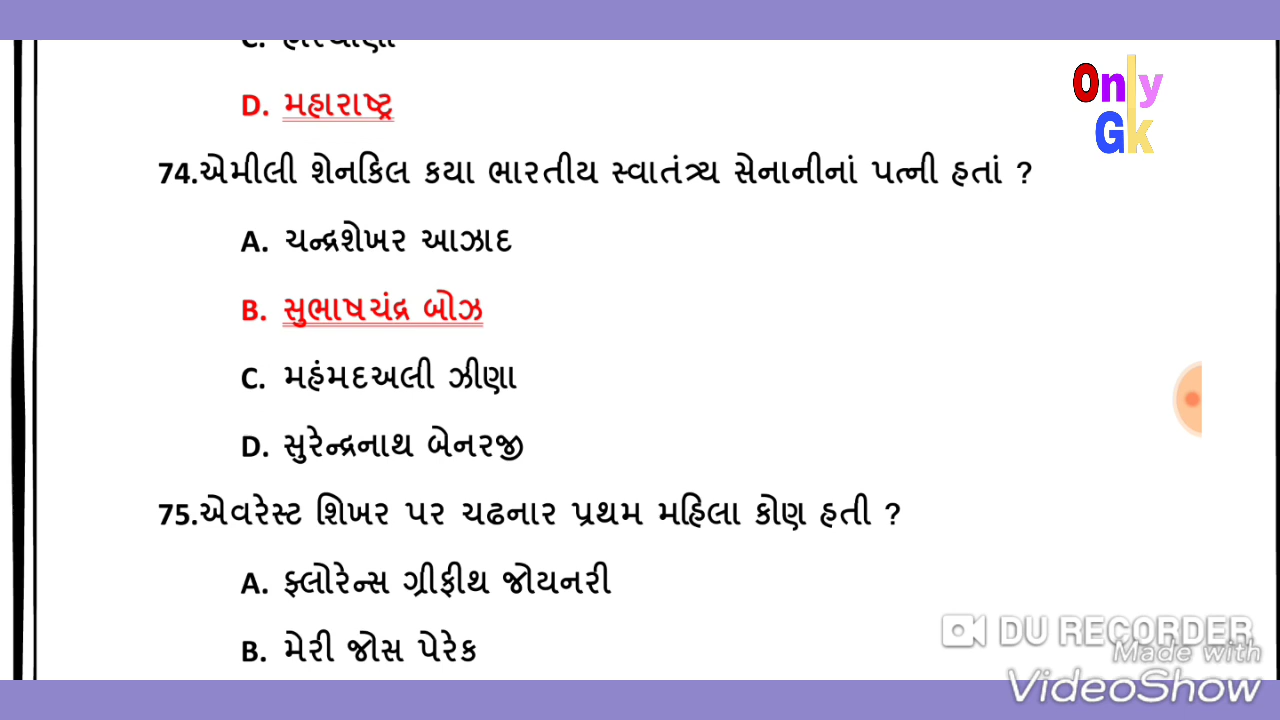 C. હરિયાણા
D. મહારાષ્ટ્ર
Only
Gk
74.એમીલી શેનકિલ કયા ભારતીય સ્વાતંત્ર્ય સેનાનીનાં પત્ની હતાં ?
A. ચન્દ્રશેખર આઝાદ
B. સુભાષચંદ્ર બોઝ
C. મહંમદઅલી ઝીણા
D. સુરેન્દ્રનાથ બેનરજી
75.એવરેસ્ટ શિખર પર ચઢનાર પ્રથમ મહિલા કોણ હતી ?
A. ફ્લોરેન્સ ગ્રીફીથ જોયનરી
B. મેરી જોસ પેરેક
DU RECORDER
Made with
VideoShow